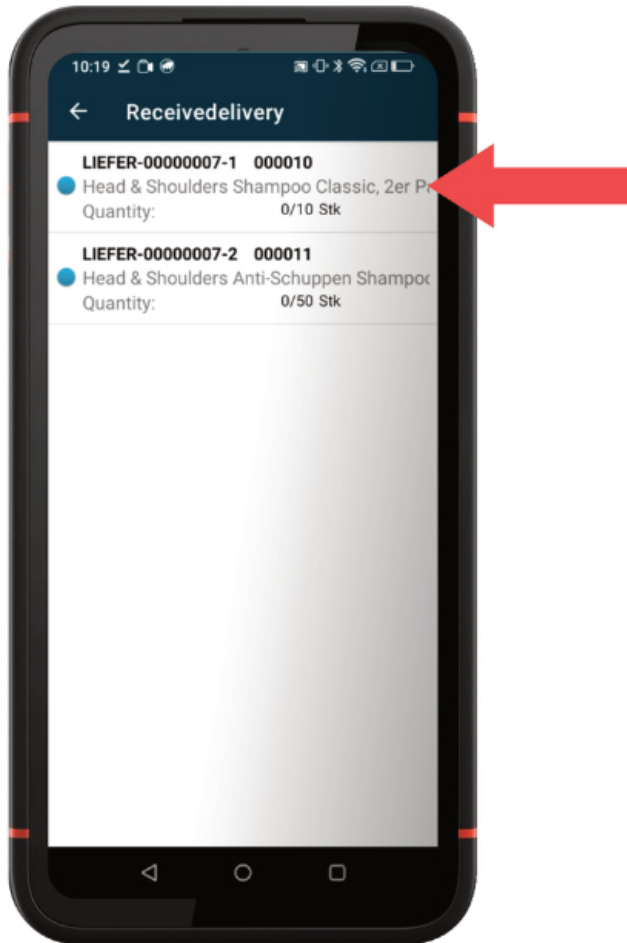 10:19
Receivedelivery
LIEFER-00000007-1 000010
Head & Shoulders Shampoo Classic, 2er
Quantity: 0/10 Stk
LIEFER-00000007-2 000011
Head & Shoulders Anti-Schuppen Shampoo
Quantity: 0/50 Stk